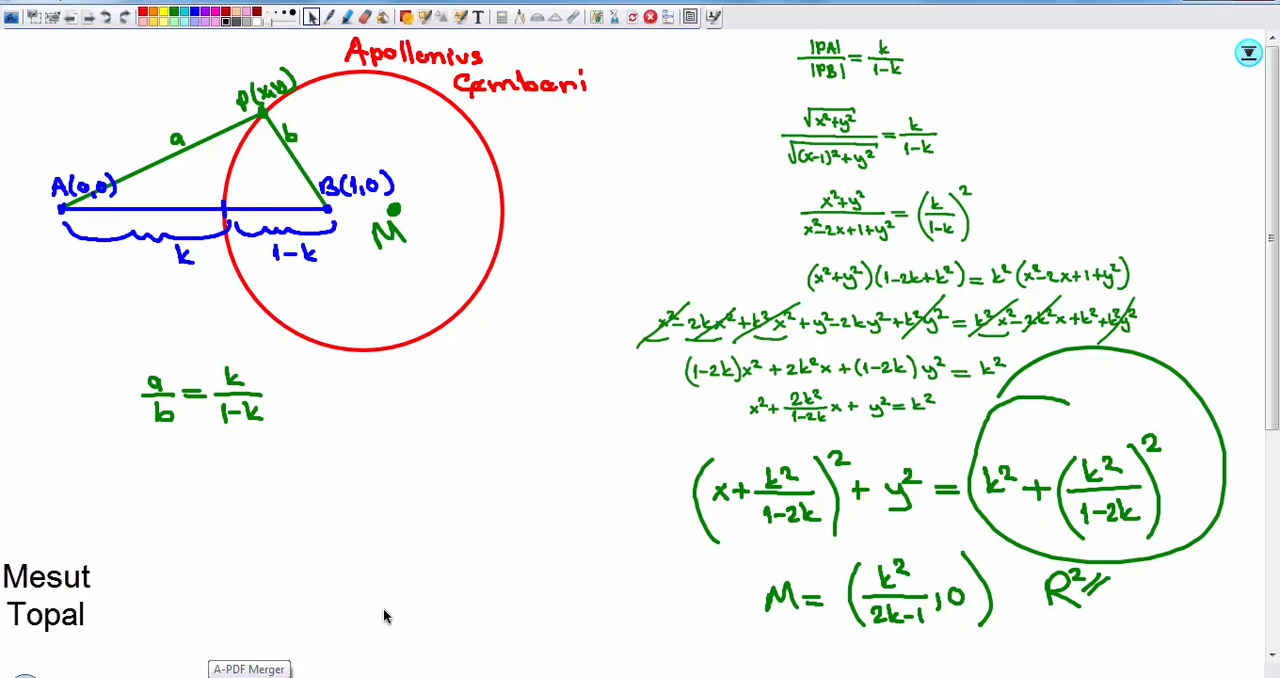 Apollonius
Çemberi
P(x,y)
a
b
A(0,0)
B(1,0)
M
k
1-k
a/b = k/1-k
|PA|/|PB| = k/1-k
√x²+y²/√(x-1)²+y² = k/1-k
x²+y²/x²-2x+1+y² = (k/1-k)²
(x²+y²)(1-2k+k²) = k²(x²-2x+1+y²)
x²-2kx²+k²x²+y²-2ky²+k²y² = k²x²-2k²x+k²+k²y²
(1-2k)x² + 2k²x + (1-2k)y² = k²
x² + 2k²/1-2k x + y² = k²
(x + k²/1-2k)² + y² = k² + (k²/1-2k)²
M = (k²/2k-1, 0) R²
Mesut
Topal
A-PDF Merger